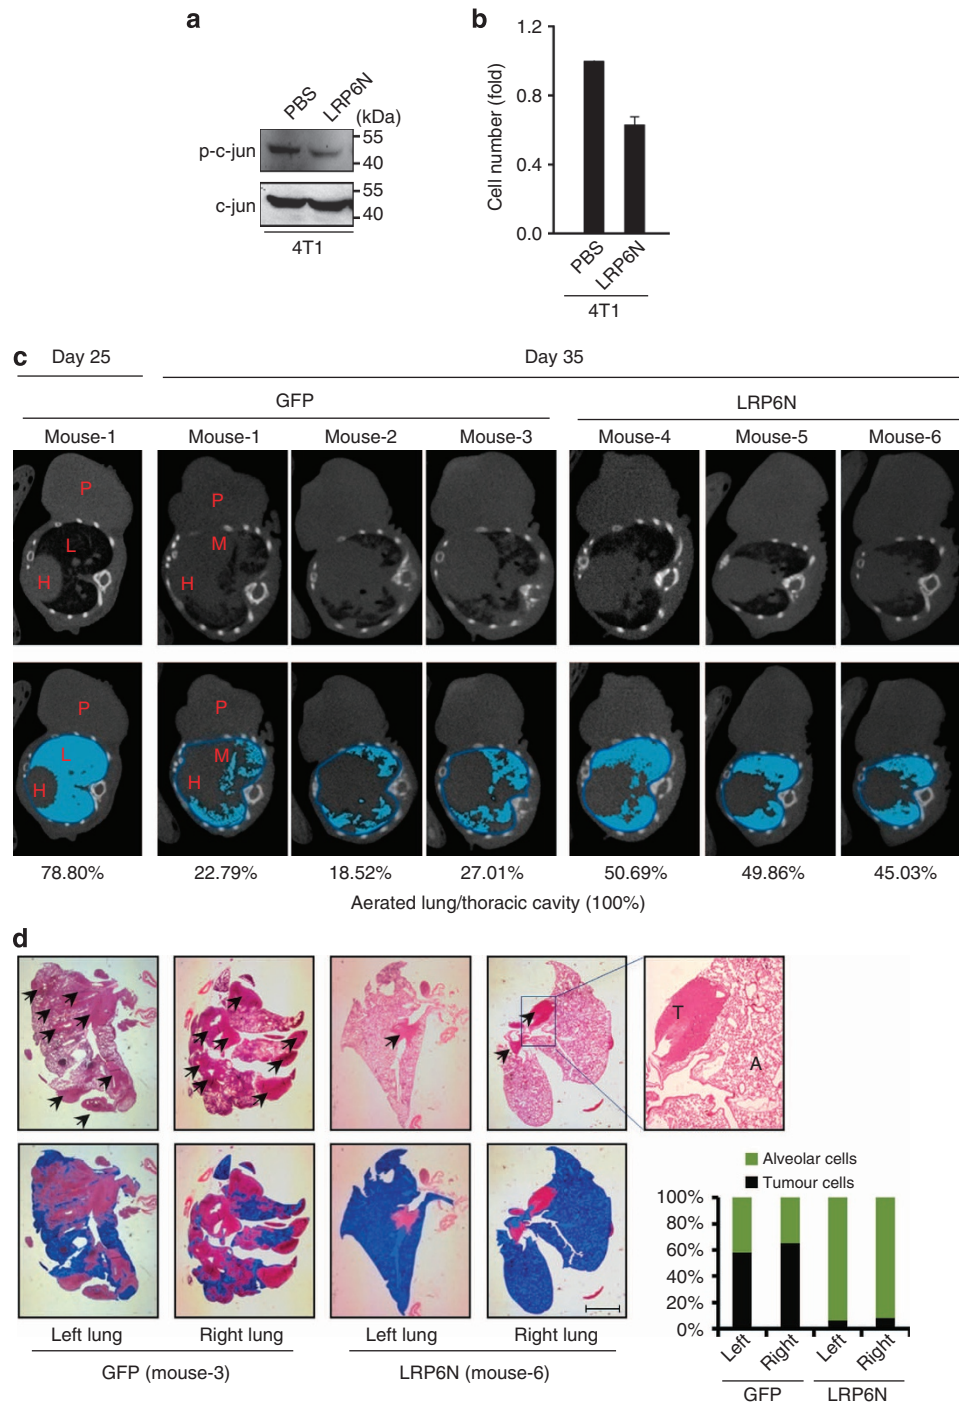 a
PBS
LRP6N
(kDa)
p-c-jun
55
40
c-jun
55
40
4T1
b
Cell number (fold)
1.2
0.8
0.4
0.0
PBS
LRP6N
4T1
c
Day 25
Day 35
GFP
LRP6N
Mouse-1
Mouse-1
Mouse-2
Mouse-3
Mouse-4
Mouse-5
Mouse-6
P
L
H
P
M
H
P
L
H
P
M
H
78.80%
22.79%
18.52%
27.01%
50.69%
49.86%
45.03%
Aerated lung/thoracic cavity (100%)
d
T
A
Left lung
Right lung
Left lung
Right lung
GFP (mouse-3)
LRP6N (mouse-6)
Alveolar cells
Tumour cells
100%
80%
60%
40%
20%
0%
Left
Right
Left
Right
GFP
LRP6N